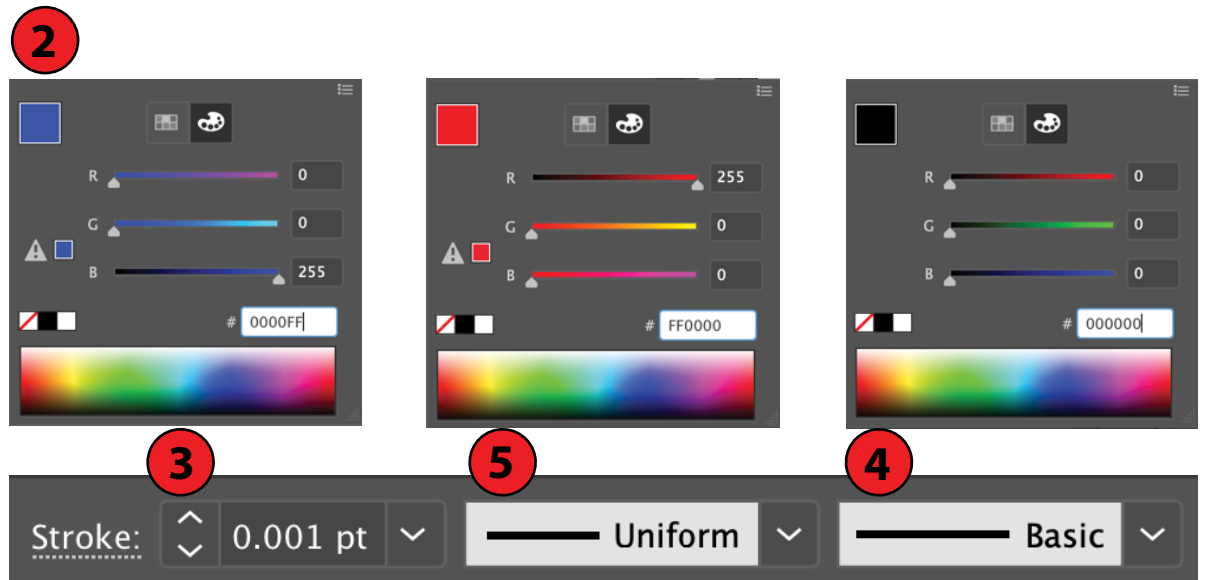 2
R 0 R 255 R 0
G 0 G 0 G 0
B 255 B 0 B 0
# 0000FF # FF0000 # 000000
3 5 4
Stroke: 0.001 pt Uniform Basic